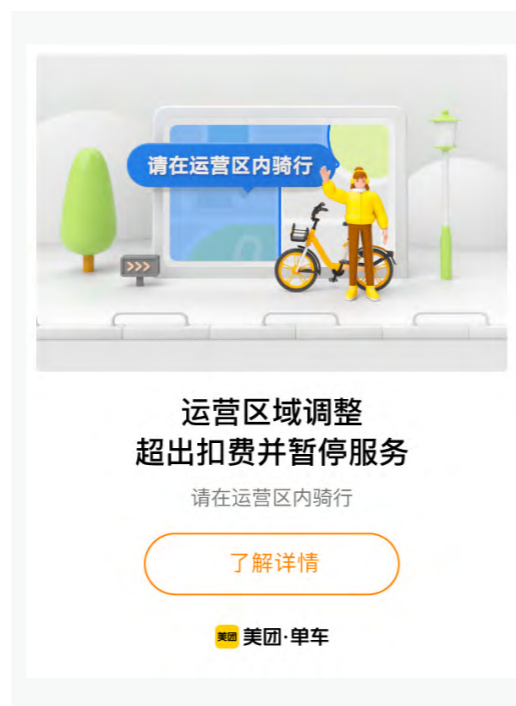 请在运营区内骑行
运营区域调整
超出扣费并暂停服务
请在运营区内骑行
了解详情
美团 美团·单车